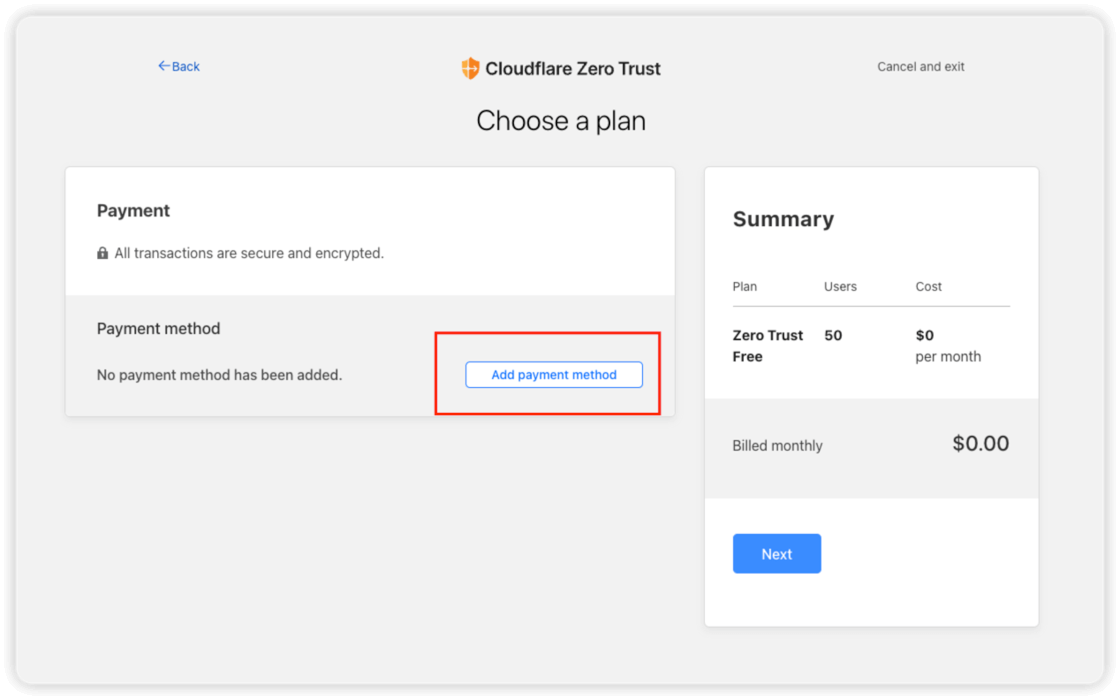 ←Back
Cloudflare Zero Trust
Cancel and exit
Choose a plan
Payment
All transactions are secure and encrypted.
Payment method
No payment method has been added.
Add payment method
Summary
Plan Users Cost
Zero Trust 50 $0
Free per month
Billed monthly $0.00
Next